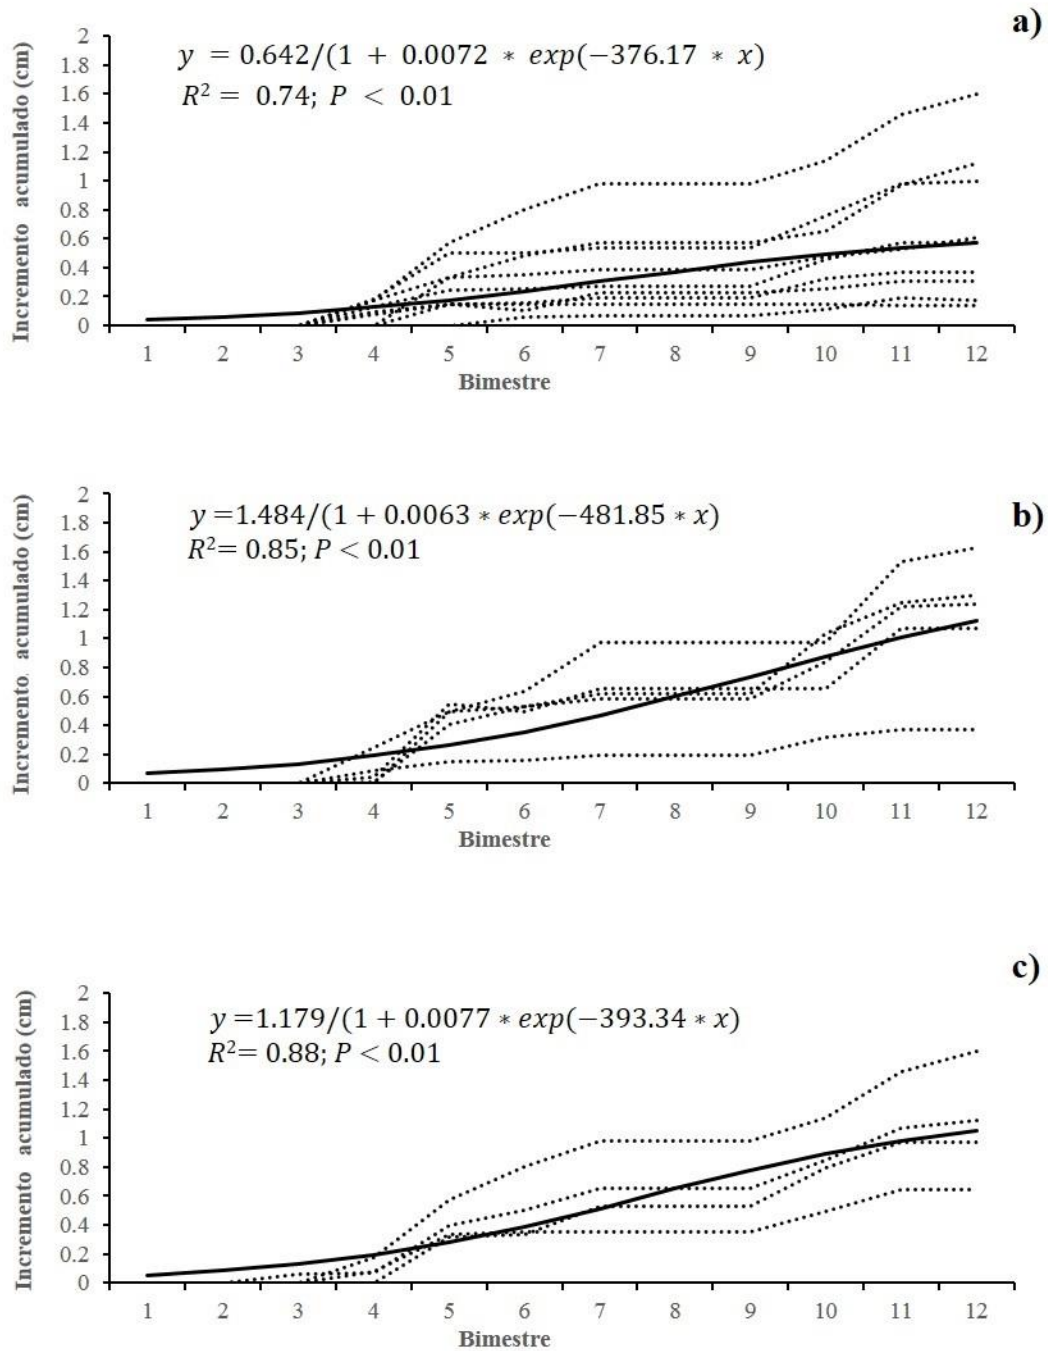 a)
Incremento acumulado (cm)
2
1.8
1.6
1.4
1.2
1
0.8
0.6
0.4
0.2
0
y = 0.642/(1 + 0.0072 * exp(−376.17 * x)
R² = 0.74; P < 0.01
1 2 3 4 5 6 7 8 9 10 11 12
Bimestre
b)
Incremento. acumulado (cm)
2
1.8
1.6
1.4
1.2
1
0.8
0.6
0.4
0.2
0
y =1.484/(1 + 0.0063 * exp(−481.85 * x)
R²= 0.85; P < 0.01
1 2 3 4 5 6 7 8 9 10 11 12
Bimestre
c)
Incremento acumulado (cm)
2
1.8
1.6
1.4
1.2
1
0.8
0.6
0.4
0.2
0
y =1.179/(1 + 0.0077 * exp(−393.34 * x)
R²= 0.88; P < 0.01
1 2 3 4 5 6 7 8 9 10 11 12
Bimestre